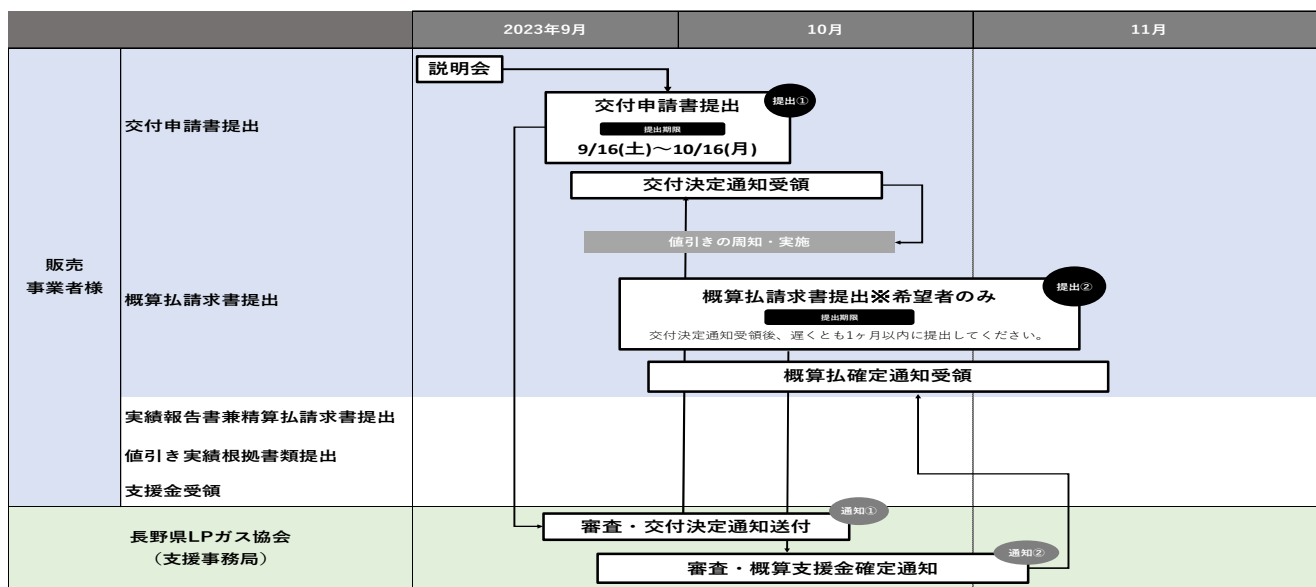 2023年9月
10月
11月
説明会
交付申請書提出
交付申請書提出
提出①
提出期限
9/16(土)～10/16(月)
交付決定通知受領
値引きの周知・実施
販売
事業者様
概算払請求書提出
概算払請求書提出※希望者のみ
提出②
提出期限
交付決定通知受領後、遅くとも1ヶ月以内に提出してください。
概算払確定通知受領
実績報告書兼精算払請求書提出
値引き実績根拠書類提出
支援金受領
長野県LPガス協会
（支援事務局）
審査・交付決定通知送付
通知①
審査・概算支援金確定通知
通知②